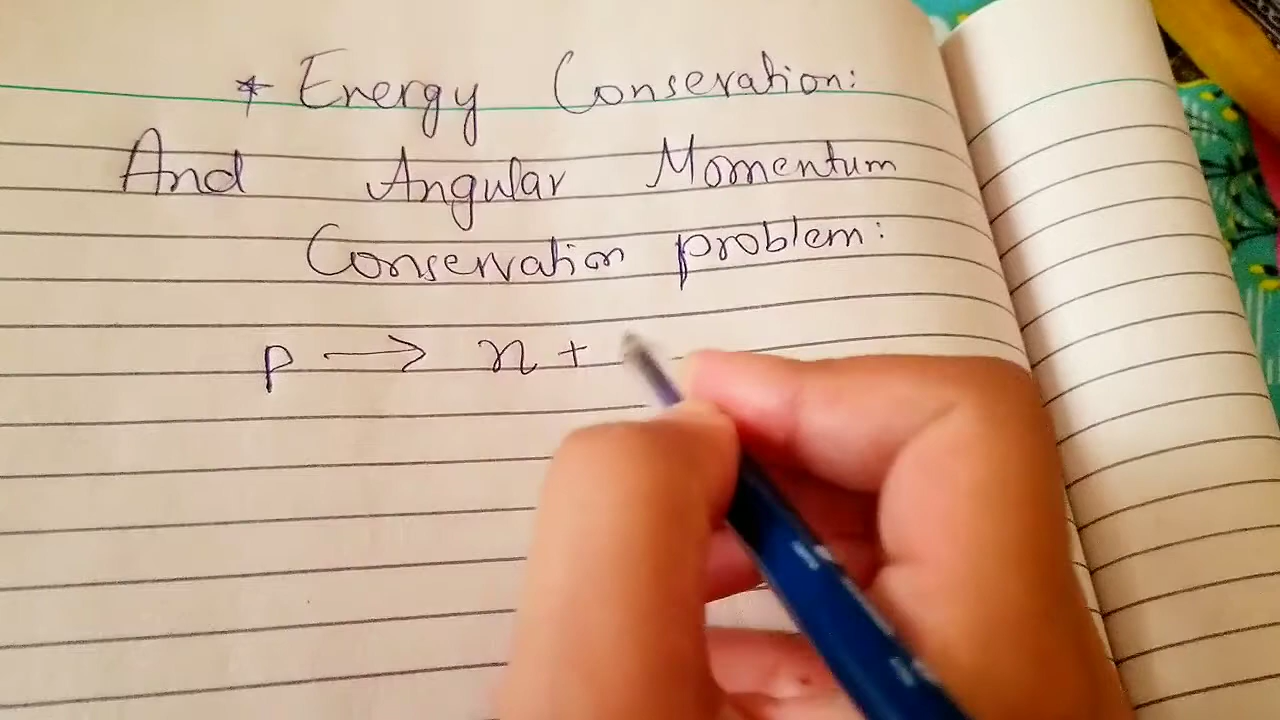 * Energy Conservation:
And Angular Momentum
Conservation problem:
p → n +